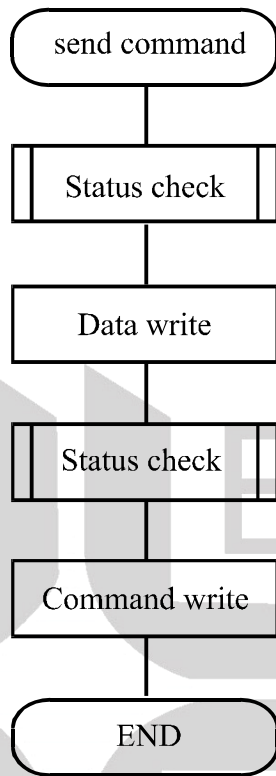 send command
Status check
Data write
Status check
Command write
END